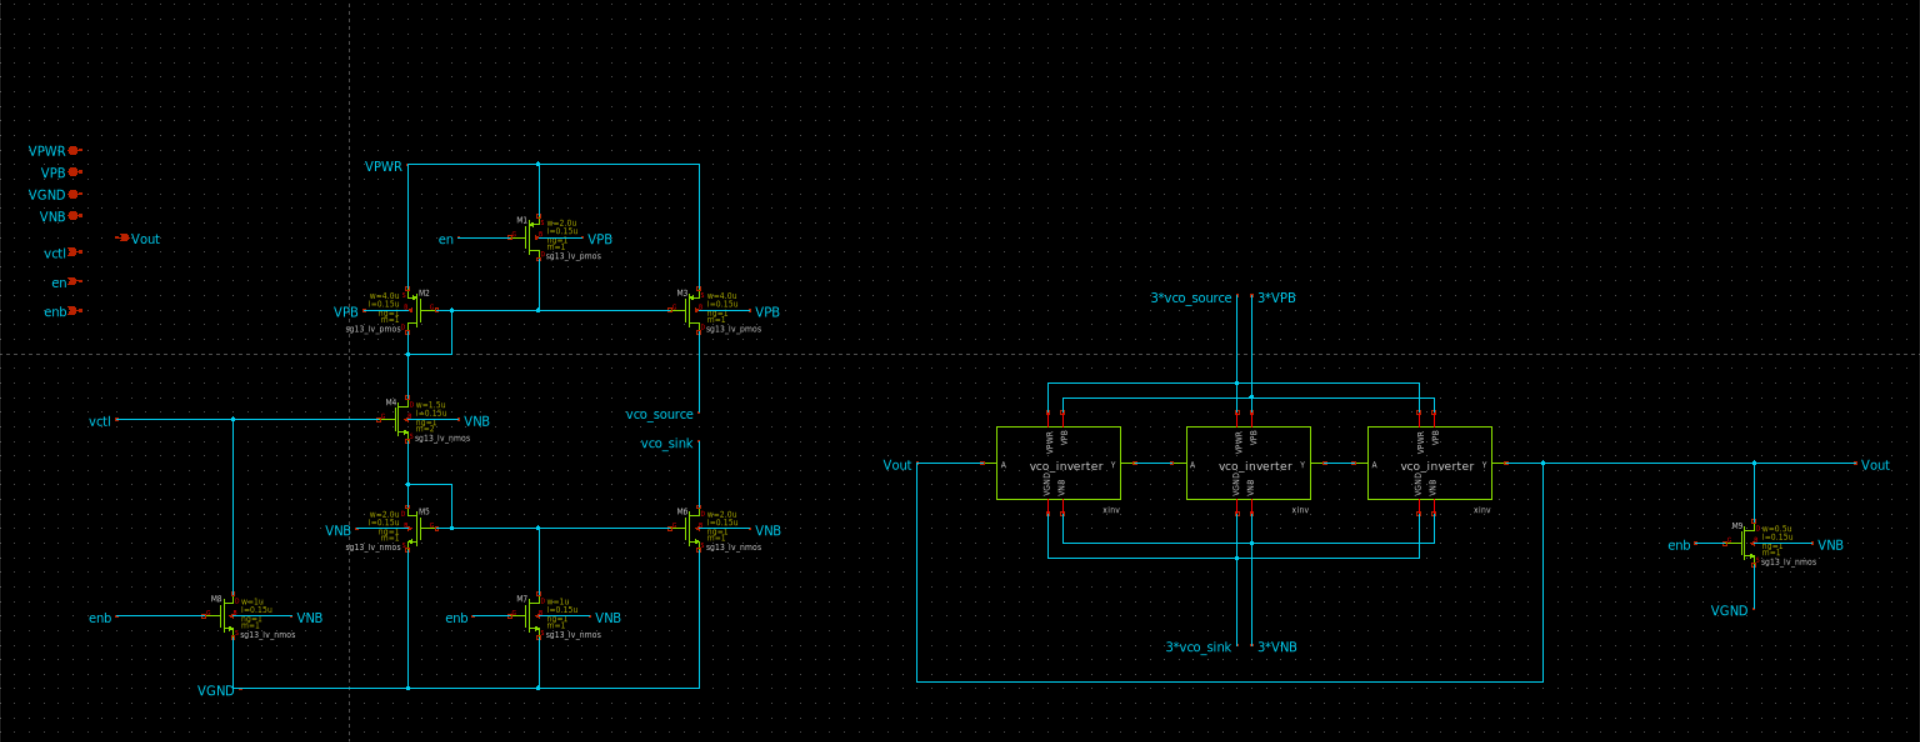 VPWR
VPB
VGND
VNB
Vout
vctl
en
enb
VPWR
M1
w=2.0u
l=0.15u
ng=1
m=1
sg13_lv_pmos
en
VPB
M2
w=4.0u
l=0.15u
ng=1
m=1
sg13_lv_pmos
VPB
M3
w=4.0u
l=0.15u
ng=1
m=1
sg13_lv_pmos
VPB
vctl
M4
w=1.5u
l=0.15u
ng=1
m=2
sg13_lv_nmos
VNB
vco_source
vco_sink
VNB
M5
w=2.0u
l=0.15u
ng=1
m=1
sg13_lv_nmos
M6
w=2.0u
l=0.15u
ng=1
m=1
sg13_lv_nmos
VNB
enb
M8
w=1u
l=0.15u
ng=1
m=1
sg13_lv_nmos
VNB
enb
M7
w=1u
l=0.15u
ng=1
m=1
sg13_lv_nmos
VNB
VGND
3*vco_source
3*VPB
Vout
A
VPWR
VPB
vco_inverter
Y
VGND
VNB
xinv
A
VPWR
VPB
vco_inverter
Y
VGND
VNB
xinv
A
VPWR
VPB
vco_inverter
Y
VGND
VNB
xinv
Vout
3*vco_sink
3*VNB
enb
M9
w=0.5u
l=0.15u
ng=1
m=1
sg13_lv_nmos
VNB
VGND